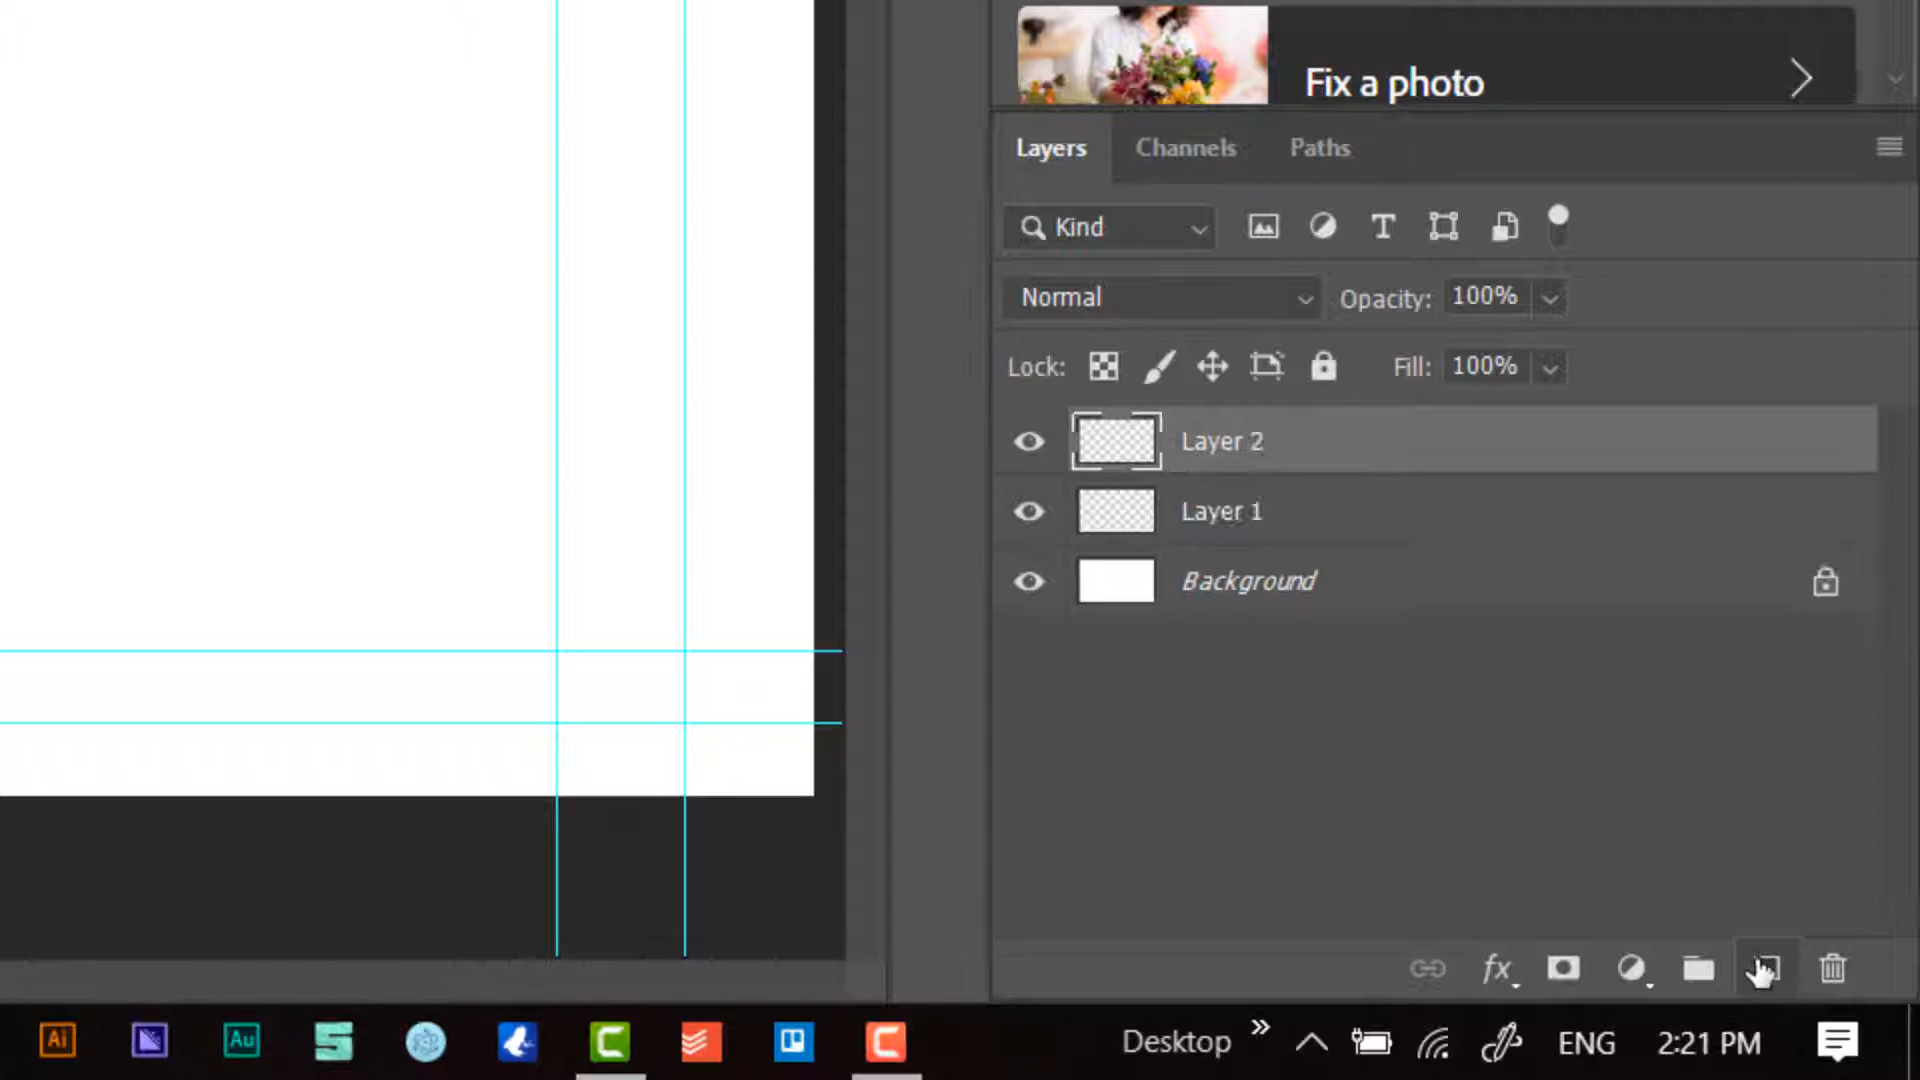 Fix a photo
Layers Channels Paths
Kind T
Normal Opacity: 100%
Lock: Fill: 100%
Layer 2
Layer 1
Background
fx
Ai Au S C C Desktop » ENG 2:21 PM